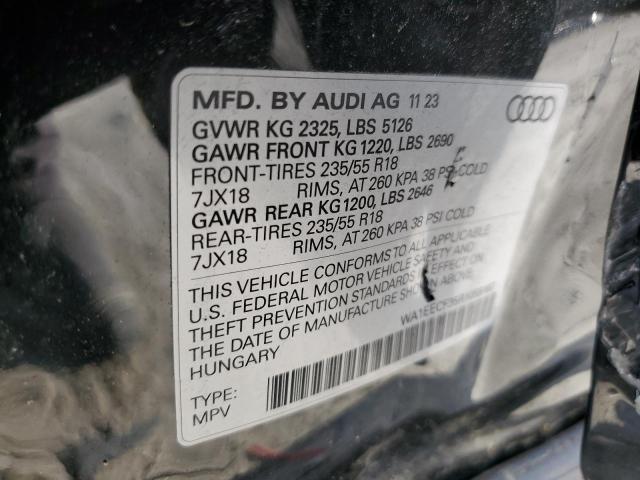 MFD. BY AUDI AG 11 23
GVWR KG 2325, LBS 5126
GAWR FRONT KG 1220, LBS 2690
FRONT-TIRES 235/55 R18
7JX18 RIMS, AT 260 KPA 38 PSI COLD
GAWR REAR KG 1200, LBS 2646
REAR-TIRES 235/55 R18
7JX18 RIMS, AT 260 KPA 38 PSI COLD
THIS VEHICLE CONFORMS TO ALL APPLICABLE
U.S. FEDERAL MOTOR VEHICLE SAFETY AND
THEFT PREVENTION STANDARDS IN EFFECT ON
THE DATE OF MANUFACTURE SHOWN ABOVE.
HUNGARY
TYPE:
MPV